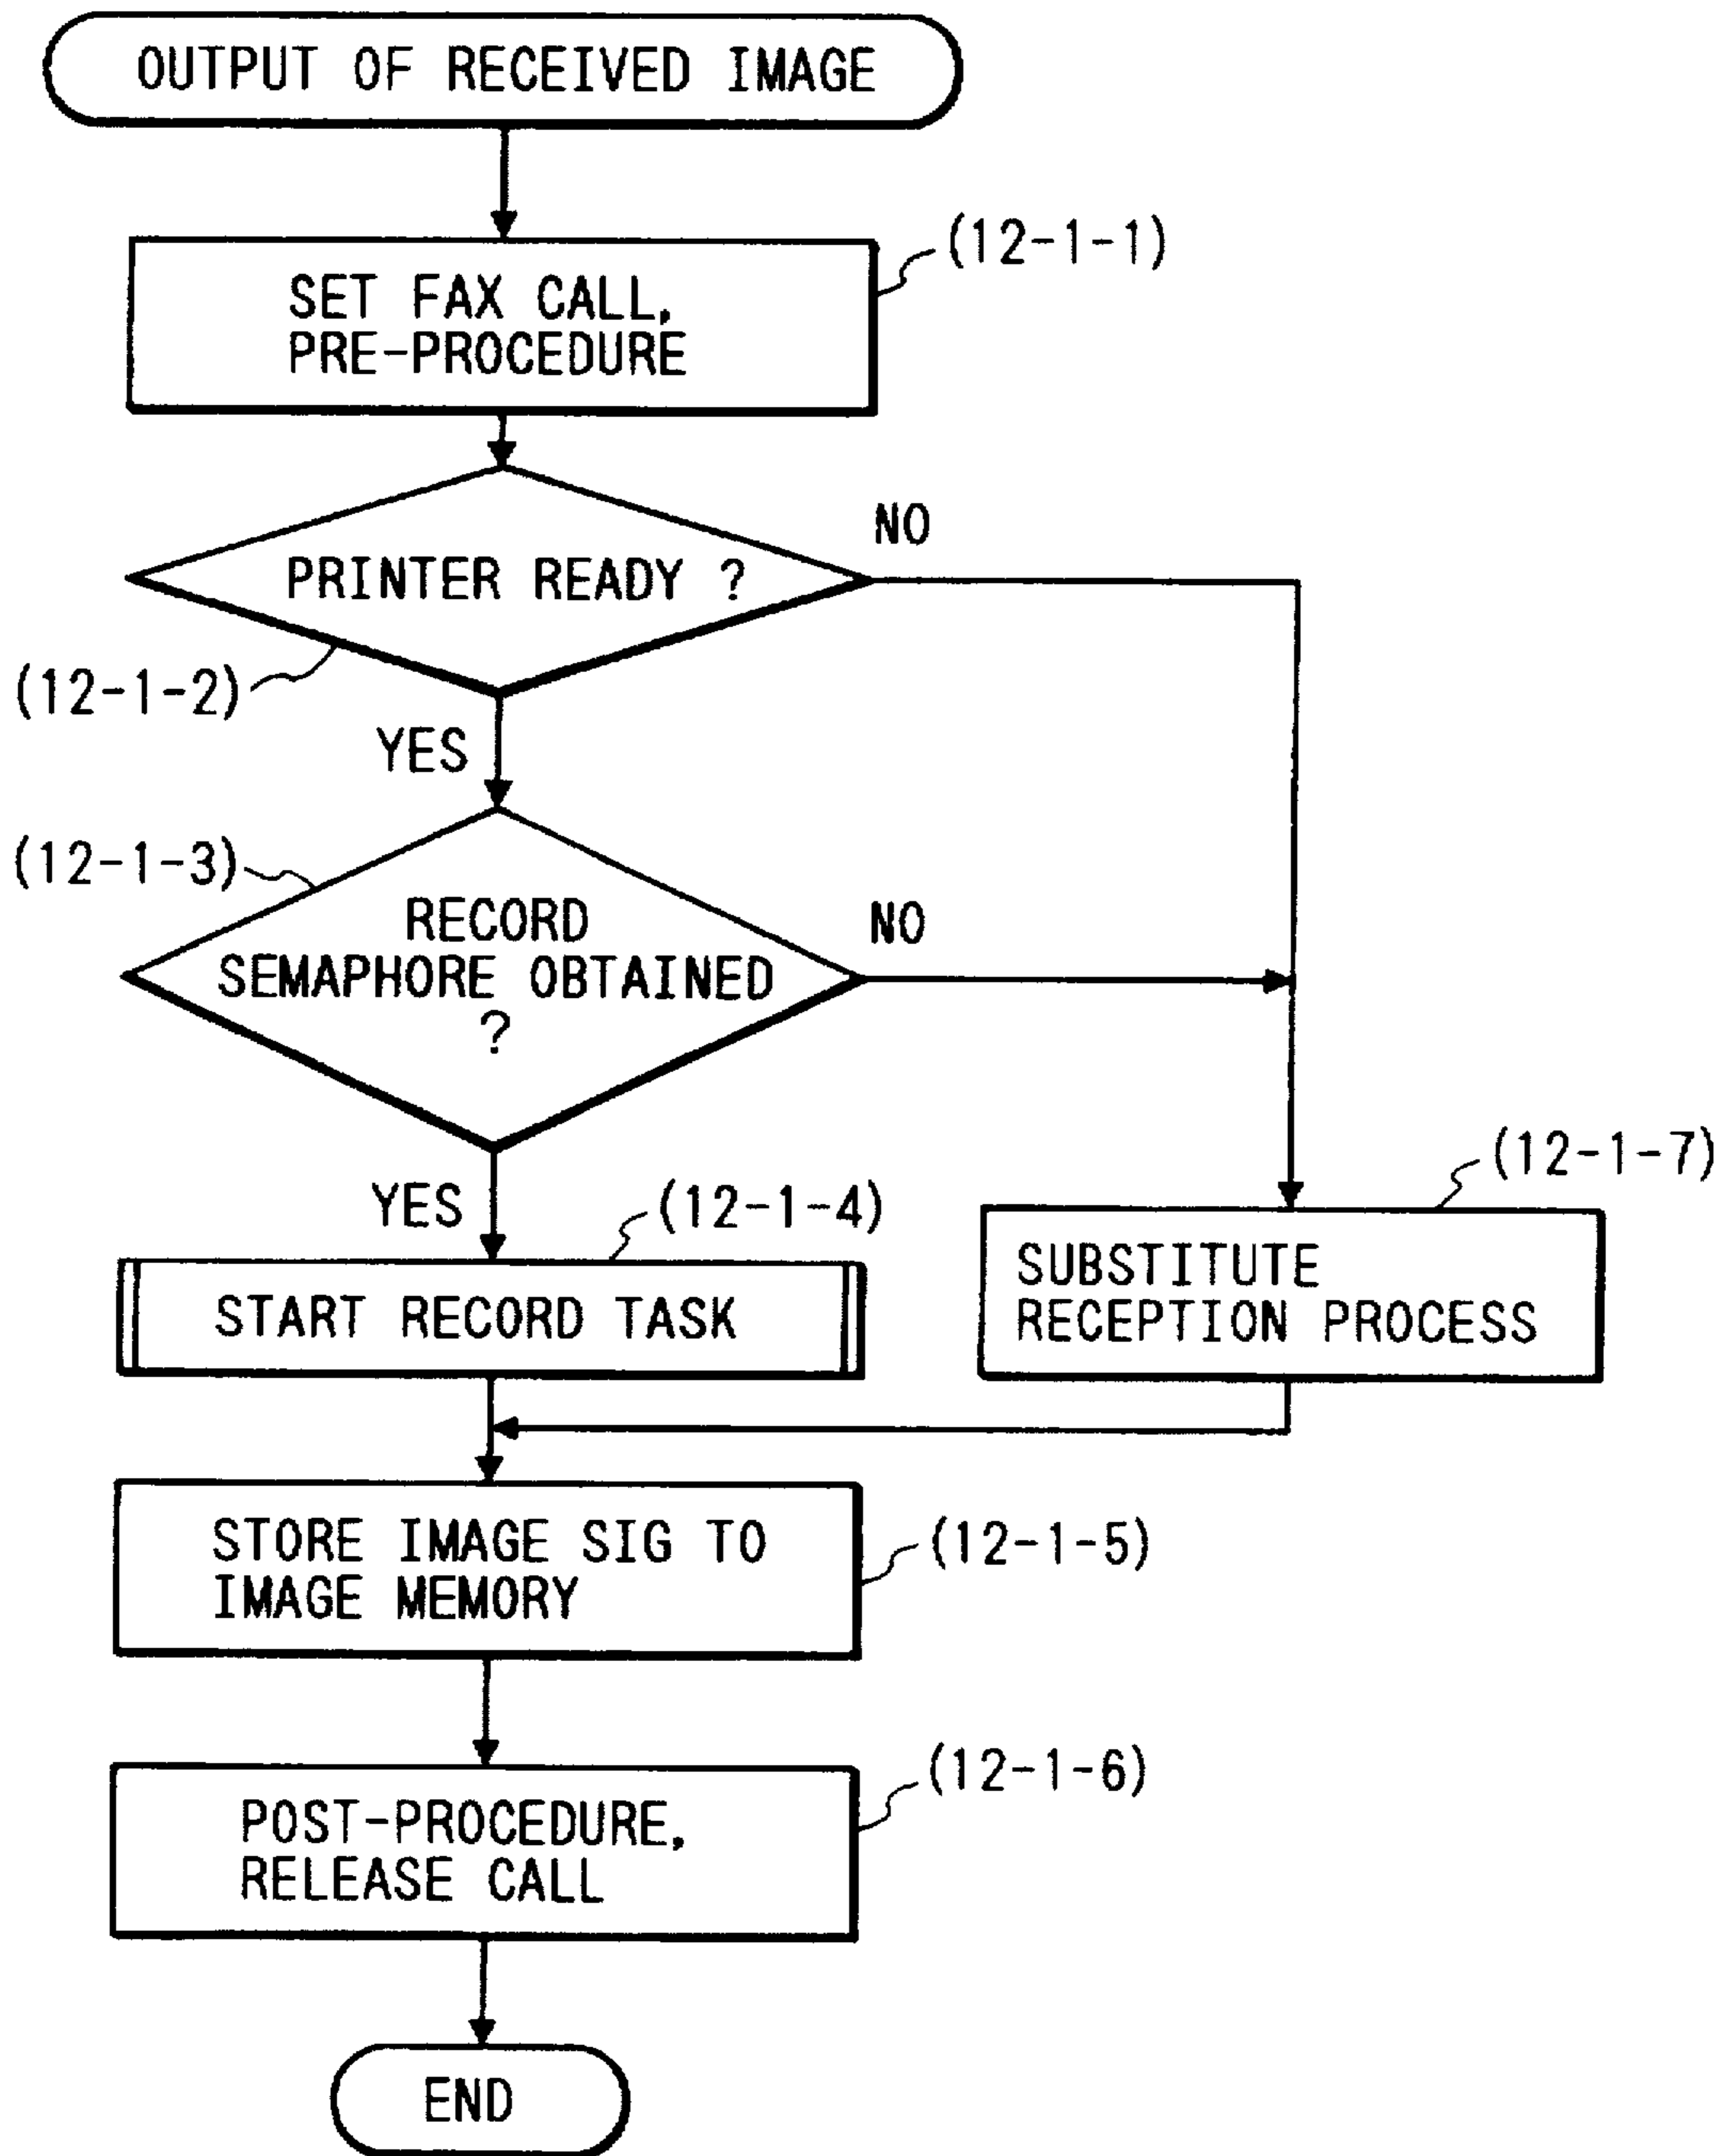 OUTPUT OF RECEIVED IMAGE
(12-1-1)
SET FAX CALL,
PRE-PROCEDURE
NO
PRINTER READY ?
(12-1-2)
YES
(12-1-3)
RECORD
SEMAPHORE OBTAINED
?
NO
YES
(12-1-4)
(12-1-7)
START RECORD TASK
SUBSTITUTE
RECEPTION PROCESS
STORE IMAGE SIG TO
IMAGE MEMORY
(12-1-5)
(12-1-6)
POST-PROCEDURE,
RELEASE CALL
END